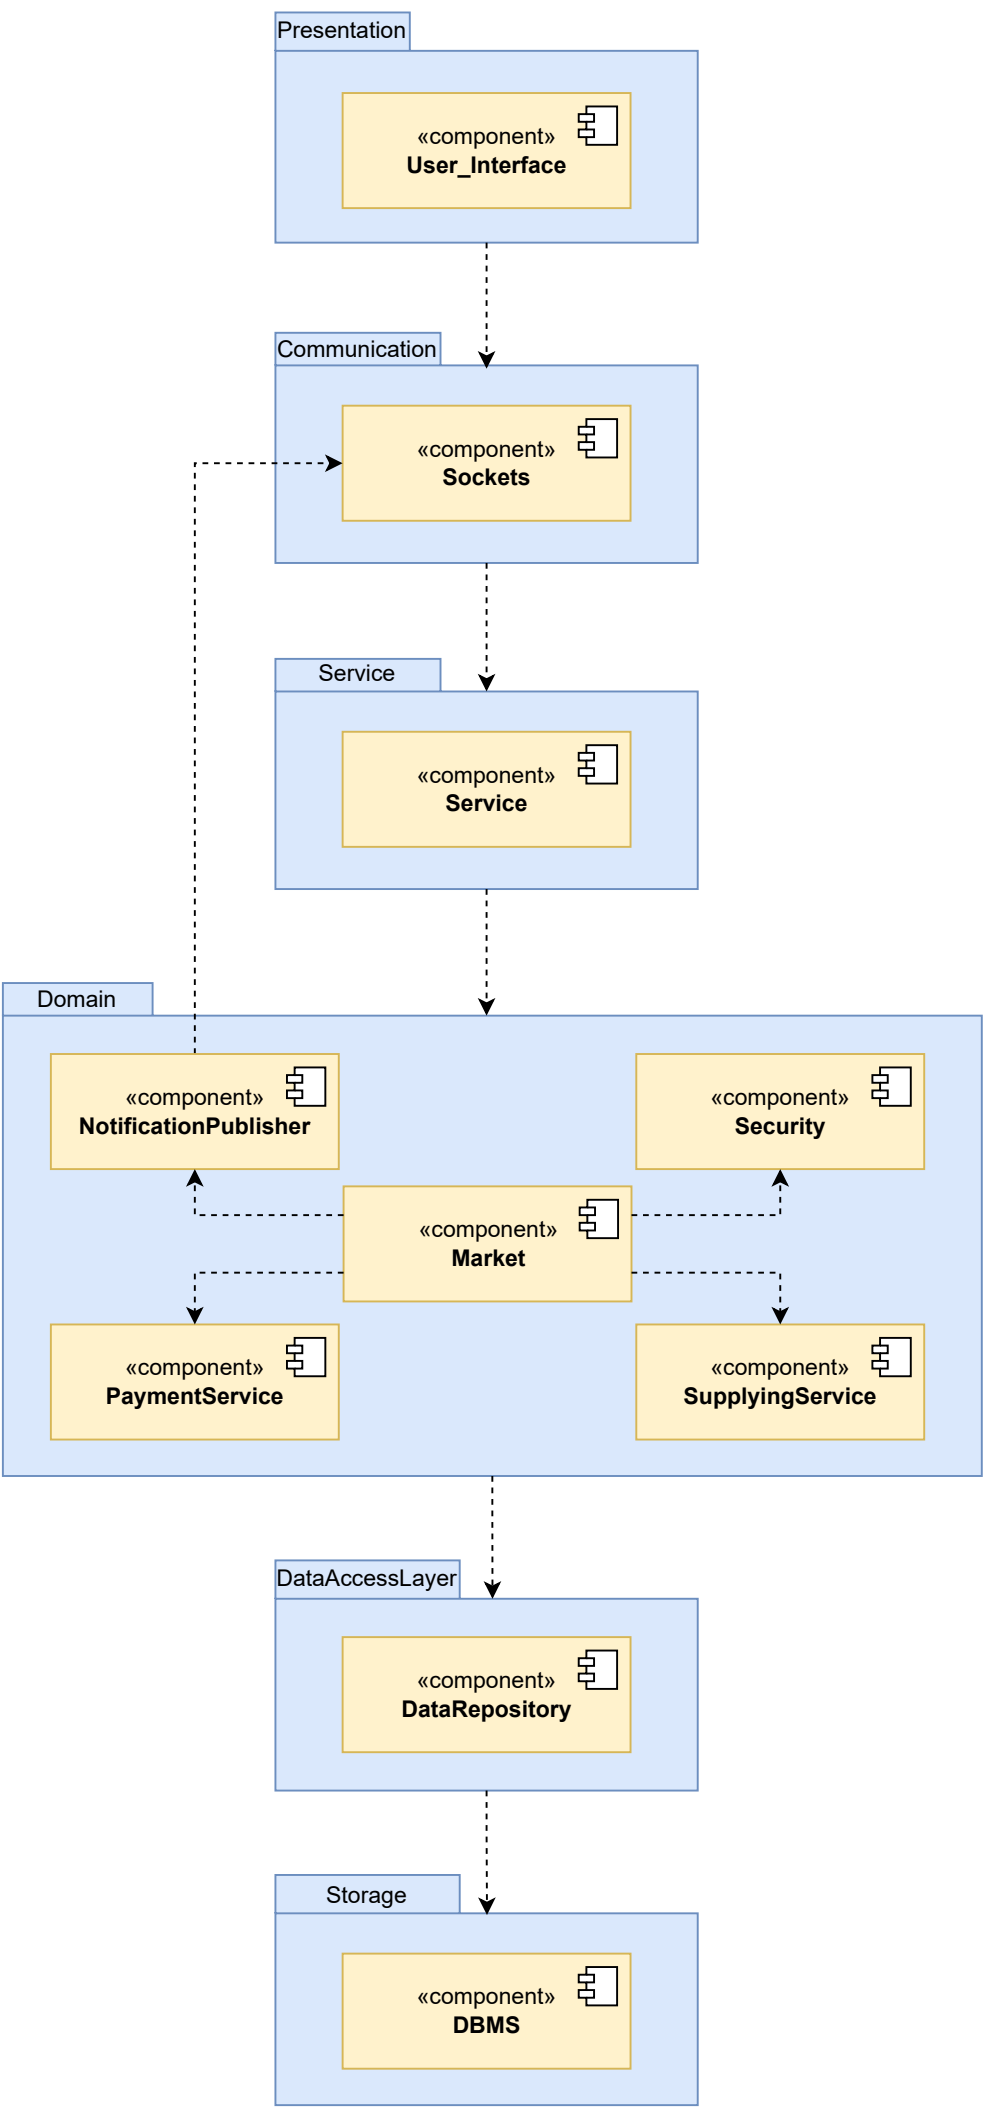 Presentation
«component»
User_Interface
Communication
«component»
Sockets
Service
«component»
Service
Domain
«component»
NotificationPublisher
«component»
Security
«component»
Market
«component»
PaymentService
«component»
SupplyingService
DataAccessLayer
«component»
DataRepository
Storage
«component»
DBMS